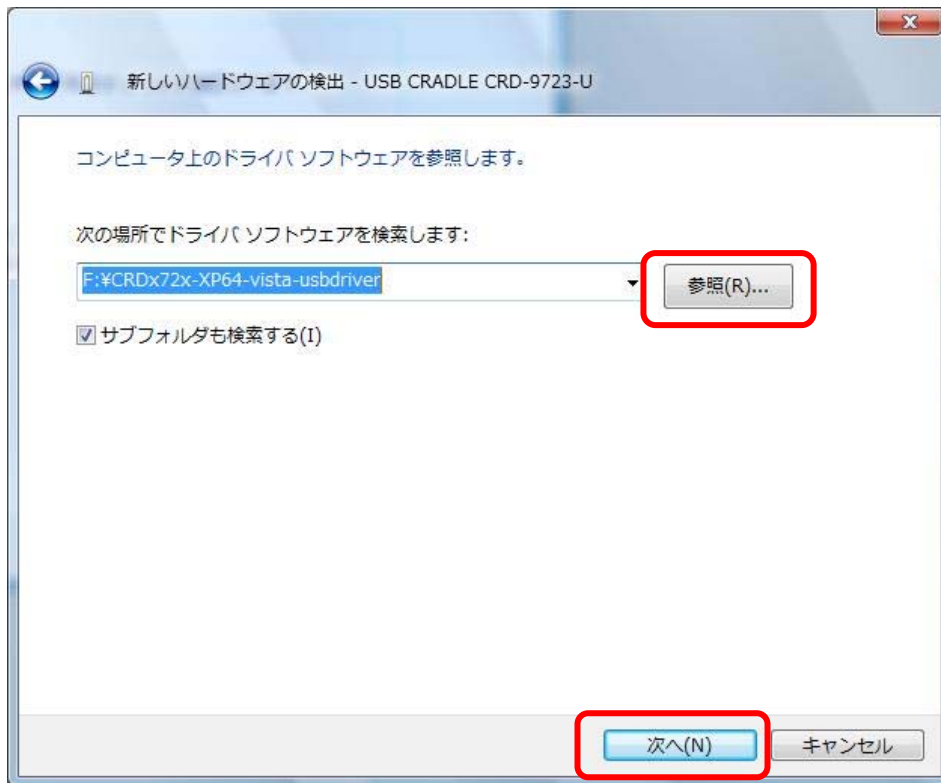 新しいハードウェアの検出 - USB CRADLE CRD-9723-U
コンピュータ上のドライバ ソフトウェアを参照します。
次の場所でドライバ ソフトウェアを検索します:
F:¥CRDx72x-XP64-vista-usbdriver
参照(R)...
サブフォルダも検索する(I)
次へ(N)
キャンセル